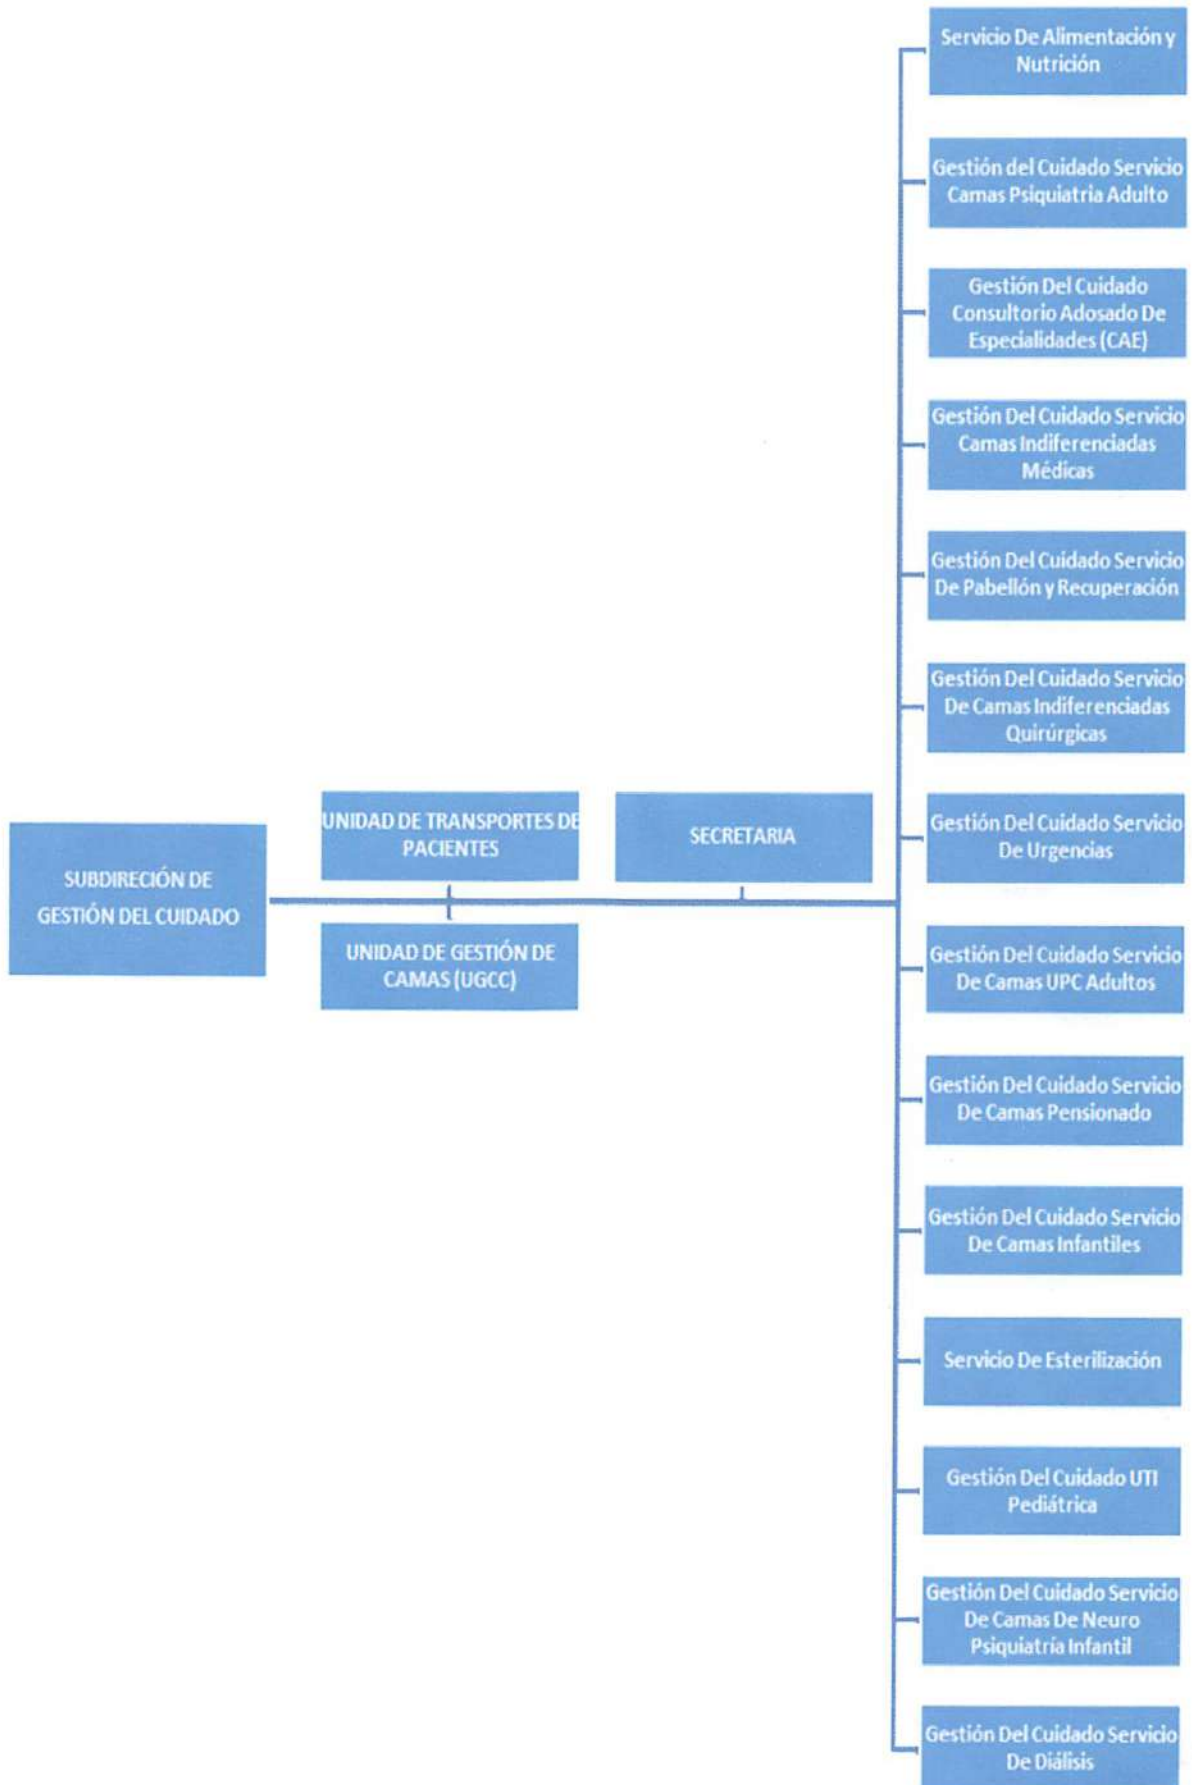 Servicio De Alimentación y
Nutrición
Gestión del Cuidado Servicio
Camas Psiquiatria Adulto
Gestión Del Cuidado
Consultorio Adosado De
Especialidades (CAE)
Gestión Del Cuidado Servicio
Camas Indiferenciadas
Médicas
Gestión Del Cuidado Servicio
De Pabellón y Recuperación
Gestión Del Cuidado Servicio
De Camas Indiferenciadas
Quirúrgicas
UNIDAD DE TRANSPORTES DE
PACIENTES
SECRETARIA
Gestión Del Cuidado Servicio
De Urgencias
SUBDIRECIÓN DE
GESTIÓN DEL CUIDADO
UNIDAD DE GESTIÓN DE
CAMAS (UGCC)
Gestión Del Cuidado Servicio
De Camas UPC Adultos
Gestión Del Cuidado Servicio
De Camas Pensionado
Gestión Del Cuidado Servicio
De Camas Infantiles
Servicio De Esterilización
Gestión Del Cuidado UTI
Pediátrica
Gestión Del Cuidado Servicio
De Camas De Neuro
Psiquiatría Infantil
Gestión Del Cuidado Servicio
De Diálisis